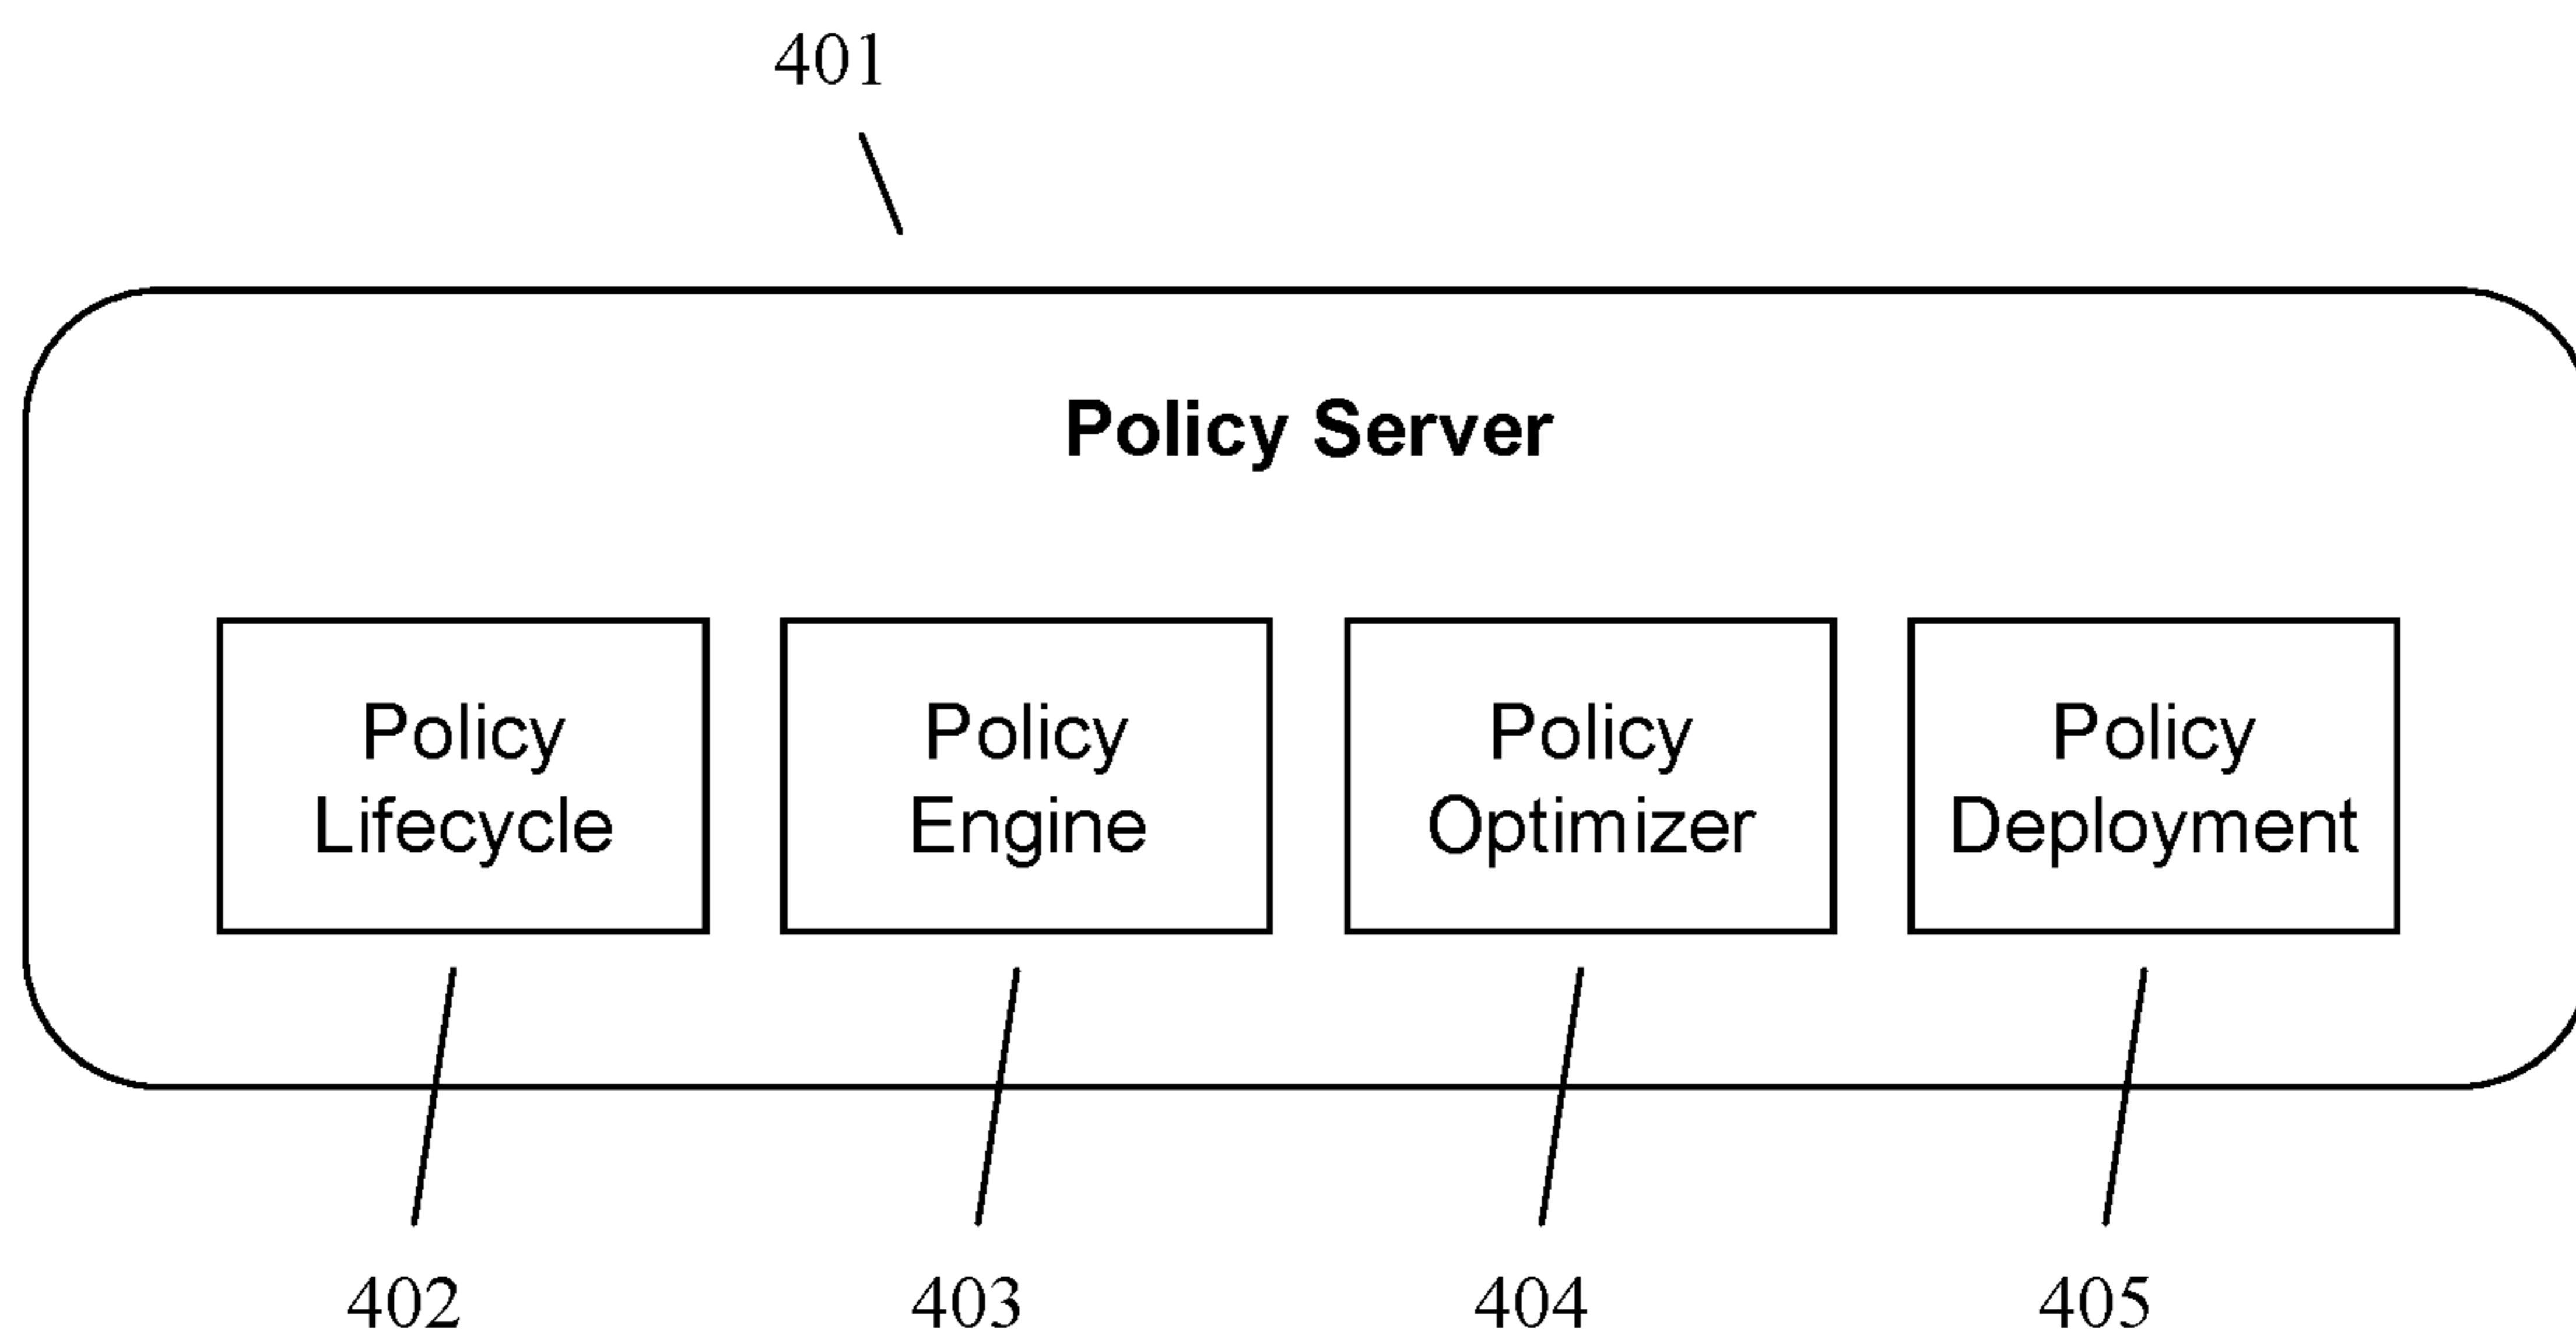 401
Policy Server
Policy
Lifecycle
Policy
Engine
Policy
Optimizer
Policy
Deployment
402
403
404
405